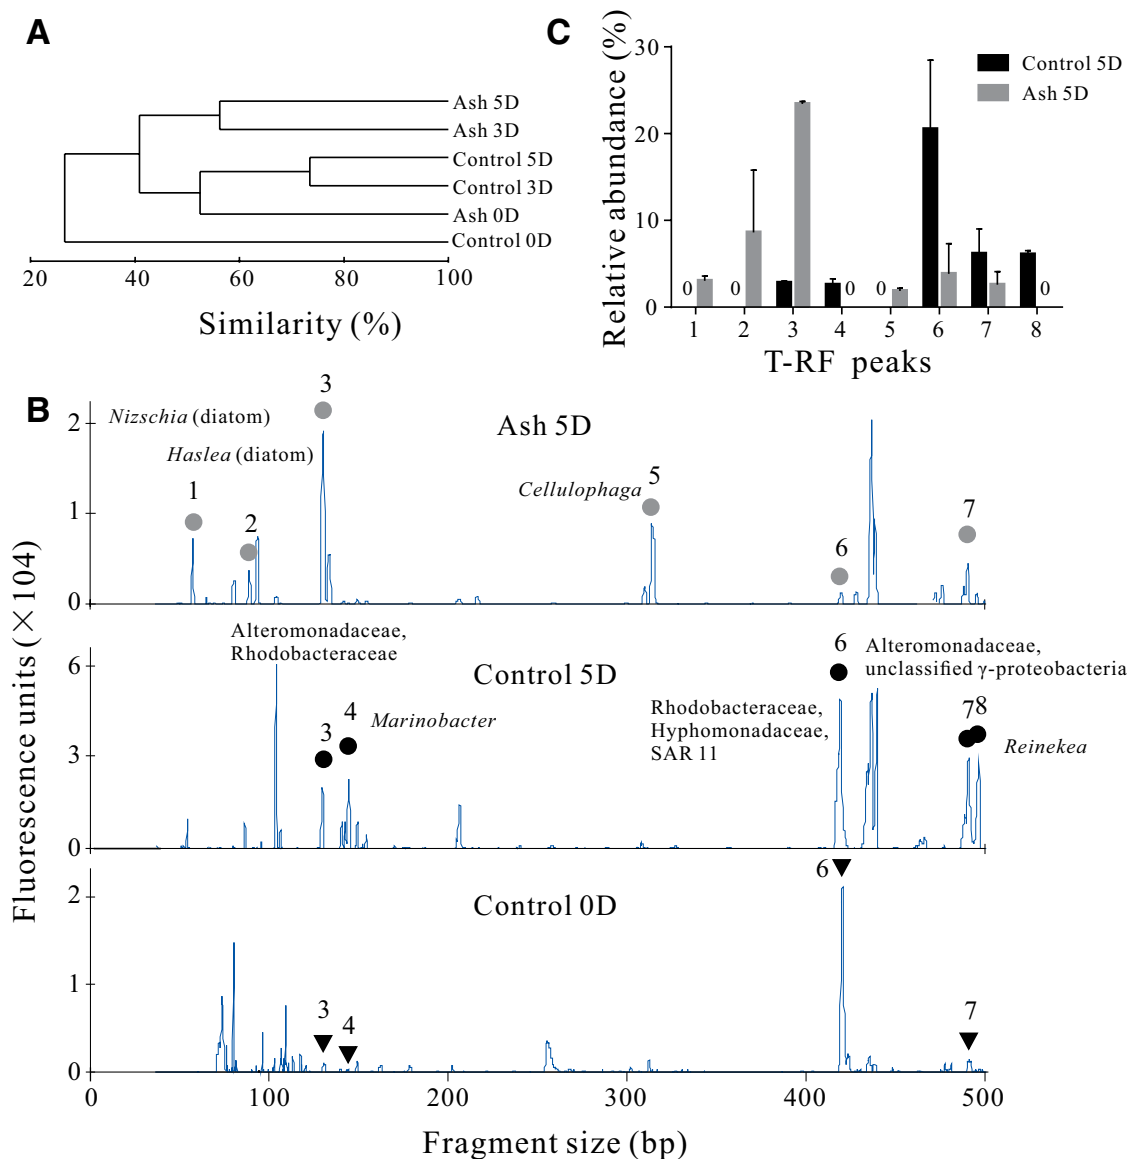 A
Ash 5D
Ash 3D
Control 5D
Control 3D
Ash 0D
Control 0D
20 40 60 80 100
Similarity (%)
C
Relative abundance (%)
30
20
10
0
Control 5D
Ash 5D
0 0 0 0 0
1 2 3 4 5 6 7 8
T-RF peaks
B
Fluorescence units (×104)
Ash 5D
2
1
0
Nizschia (diatom)
Haslea (diatom)
Cellulophaga
1 2 3 5 6 7
Control 5D
6
3
0
Alteromonadaceae,
Rhodobacteraceae
3 4
Marinobacter
Rhodobacteraceae,
Hyphomonadaceae,
SAR 11
6
Alteromonadaceae,
unclassified γ-proteobacteria
7 8
Reinekea
Control 0D
2
1
0
3 4 6 7
0 100 200 300 400 500
Fragment size (bp)